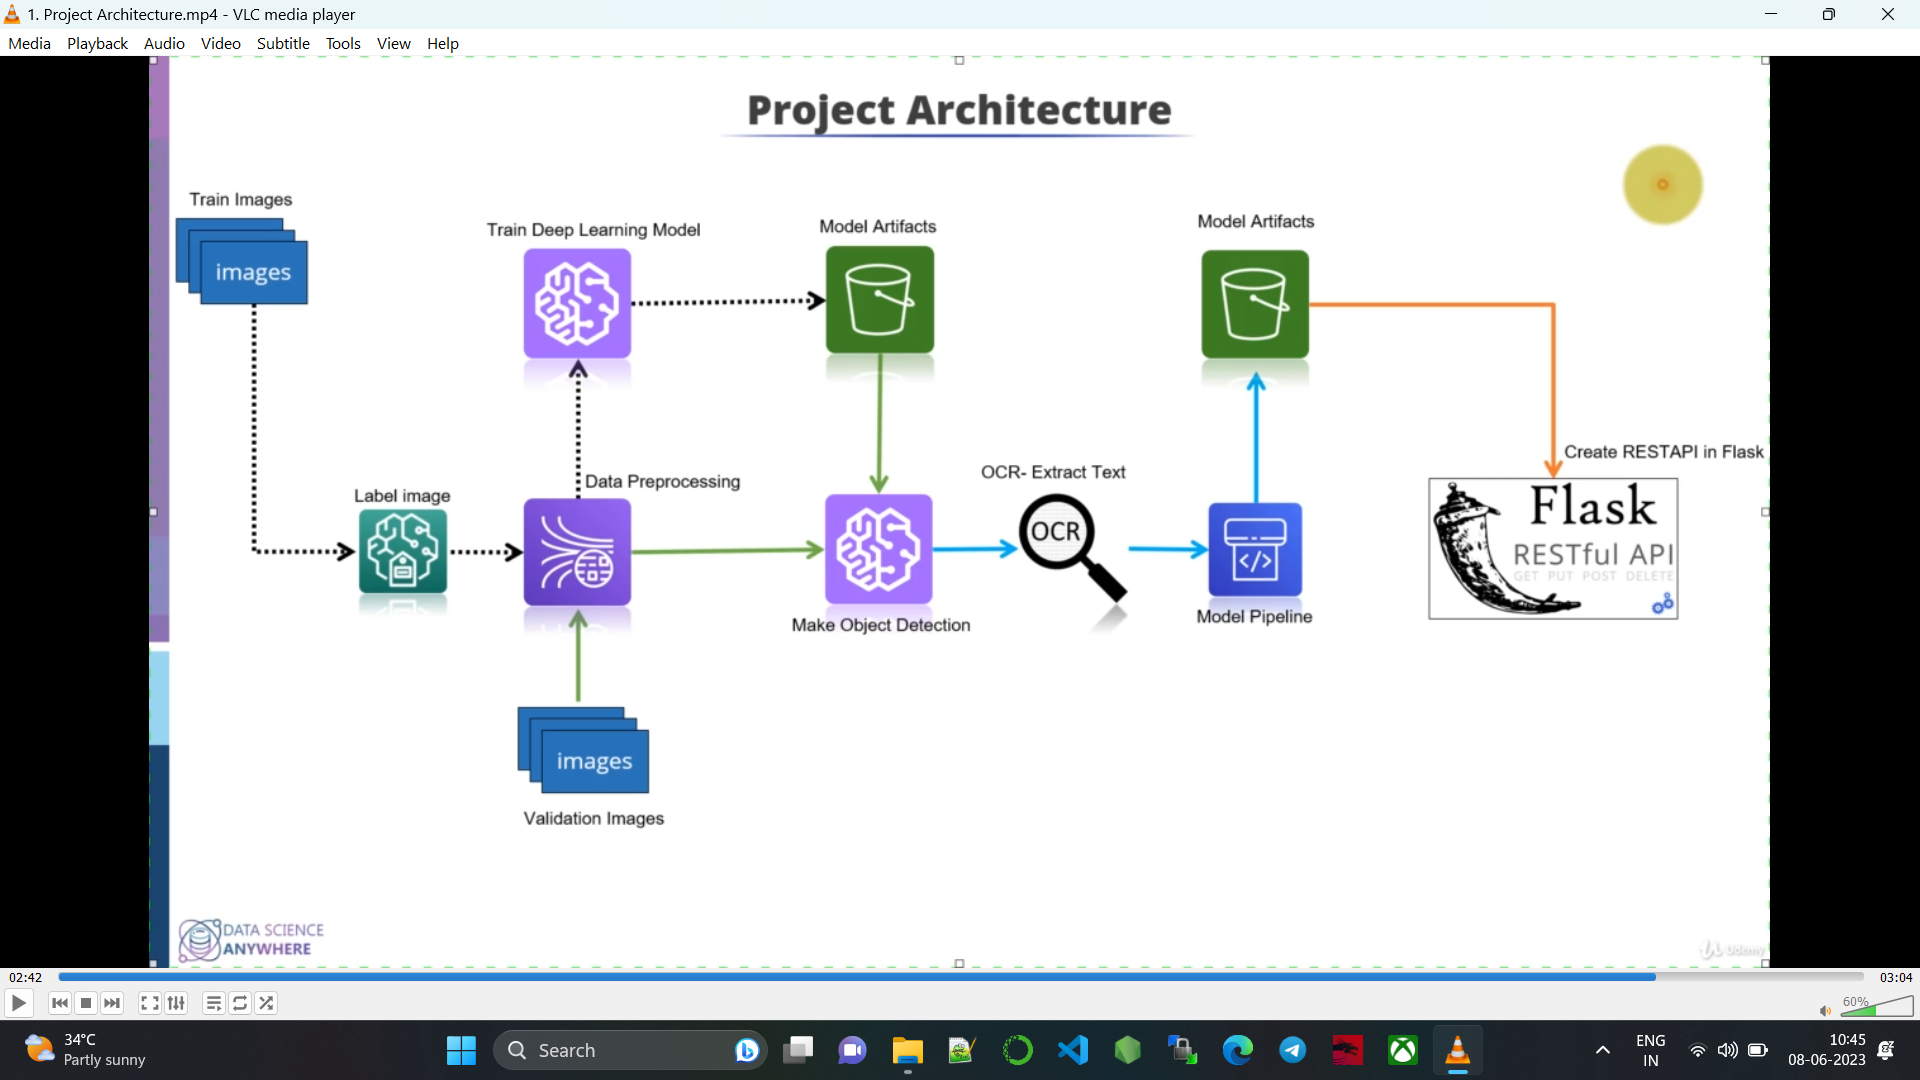 1. Project Architecture.mp4 - VLC media player
Media Playback Audio Video Subtitle Tools View Help
Project Architecture
Train Images
images
Train Deep Learning Model
Model Artifacts
Model Artifacts
Label image
Data Preprocessing
OCR- Extract Text
OCR
Create RESTAPI in Flask
Flask
RESTful API
GET PUT POST DELETE
Make Object Detection
Model Pipeline
images
Validation Images
DATA SCIENCE
ANYWHERE
Udemy
02:42
03:04
60%
34°C
Partly sunny
Search
ENG
IN
10:45
08-06-2023